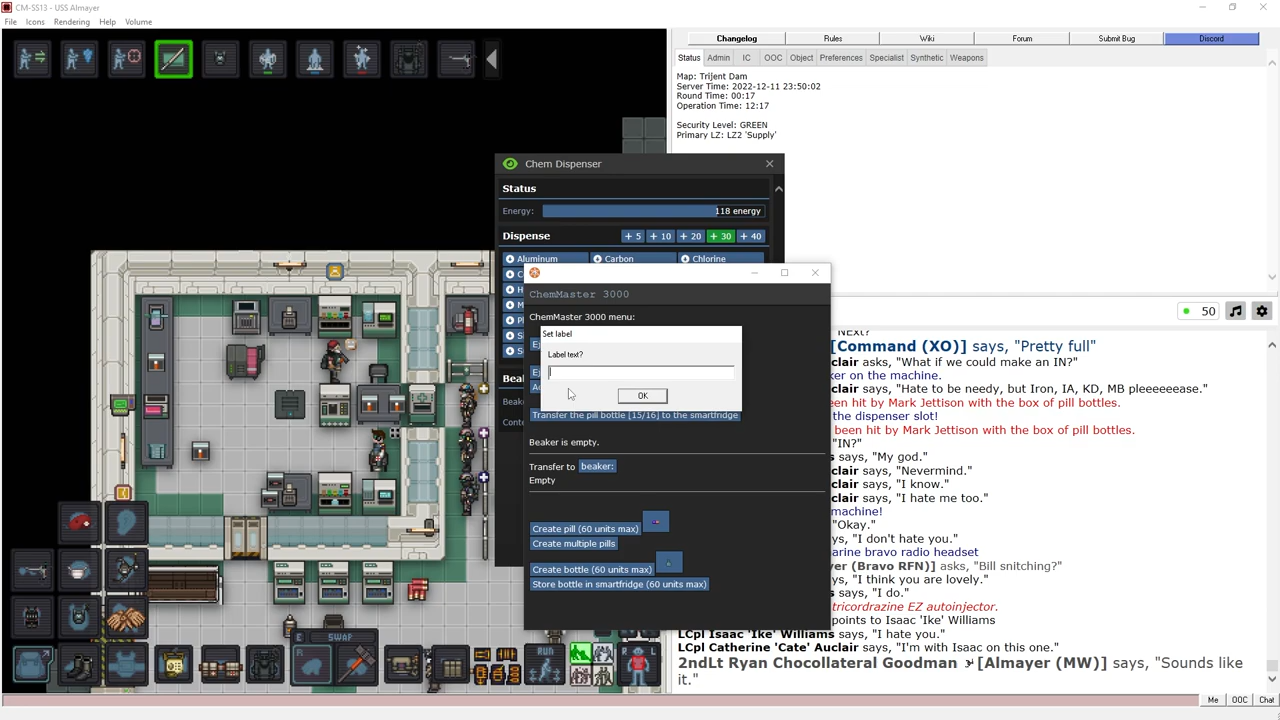 CM-SS13 - USS Almayer
File Icons Rendering Help Volume
Changelog Rules Wiki Forum Submit Bug Discord
Status Admin IC OOC Object Preferences Specialist Synthetic Weapons
Map: Trijent Dam
Server Time: 2022-12-11 23:50:02
Round Time: 00:17
Operation Time: 12:17
Security Level: GREEN
Primary LZ: LZ2 'Supply'
Chem Dispenser
Status
Energy: 118 energy
Dispense + 5 + 10 + 20 + 30 + 40
Aluminum Carbon Chlorine
ChemMaster 3000
ChemMaster 3000 menu:
Set label
Label text?
OK
Transfer the pill bottle [15/16] to the smartfridge
Beaker is empty.
Transfer to beaker:
Empty
Create pill (60 units max)
Create multiple pills
Create bottle (60 units max)
Store bottle in smartfridge (60 units max)
50
[Command (XO)] says, "Pretty full"
clair asks, "What if we could make an IN?"
ker on the machine.
clair says, "Hate to be needy, but Iron, IA, KD, MB pleeeeeease."
been hit by Mark Jettison with the box of pill bottles.
the dispenser slot!
been hit by Mark Jettison with the box of pill bottles.
"IN?"
s says, "My god."
clair says, "Nevermind."
clair says, "I know."
clair says, "I hate me too."
machine!
"Okay."
ys, "I don't hate you."
arine bravo radio headset
ver (Bravo RFN)] asks, "Bill snitching?"
ys, "I think you are lovely."
s says, "I do."
tricordrazine EZ autoinjector.
points to Isaac 'Ike' Williams
LCpl Isaac 'Ike' Williams says, "I hate you."
LCpl Catherine 'Cate' Auclair says, "I'm with Isaac on this one."
2ndLt Ryan Chocollateral Goodman [Almayer (MW)] says, "Sounds like
it."
E SWAP
R
RUN
Me OOC Chat